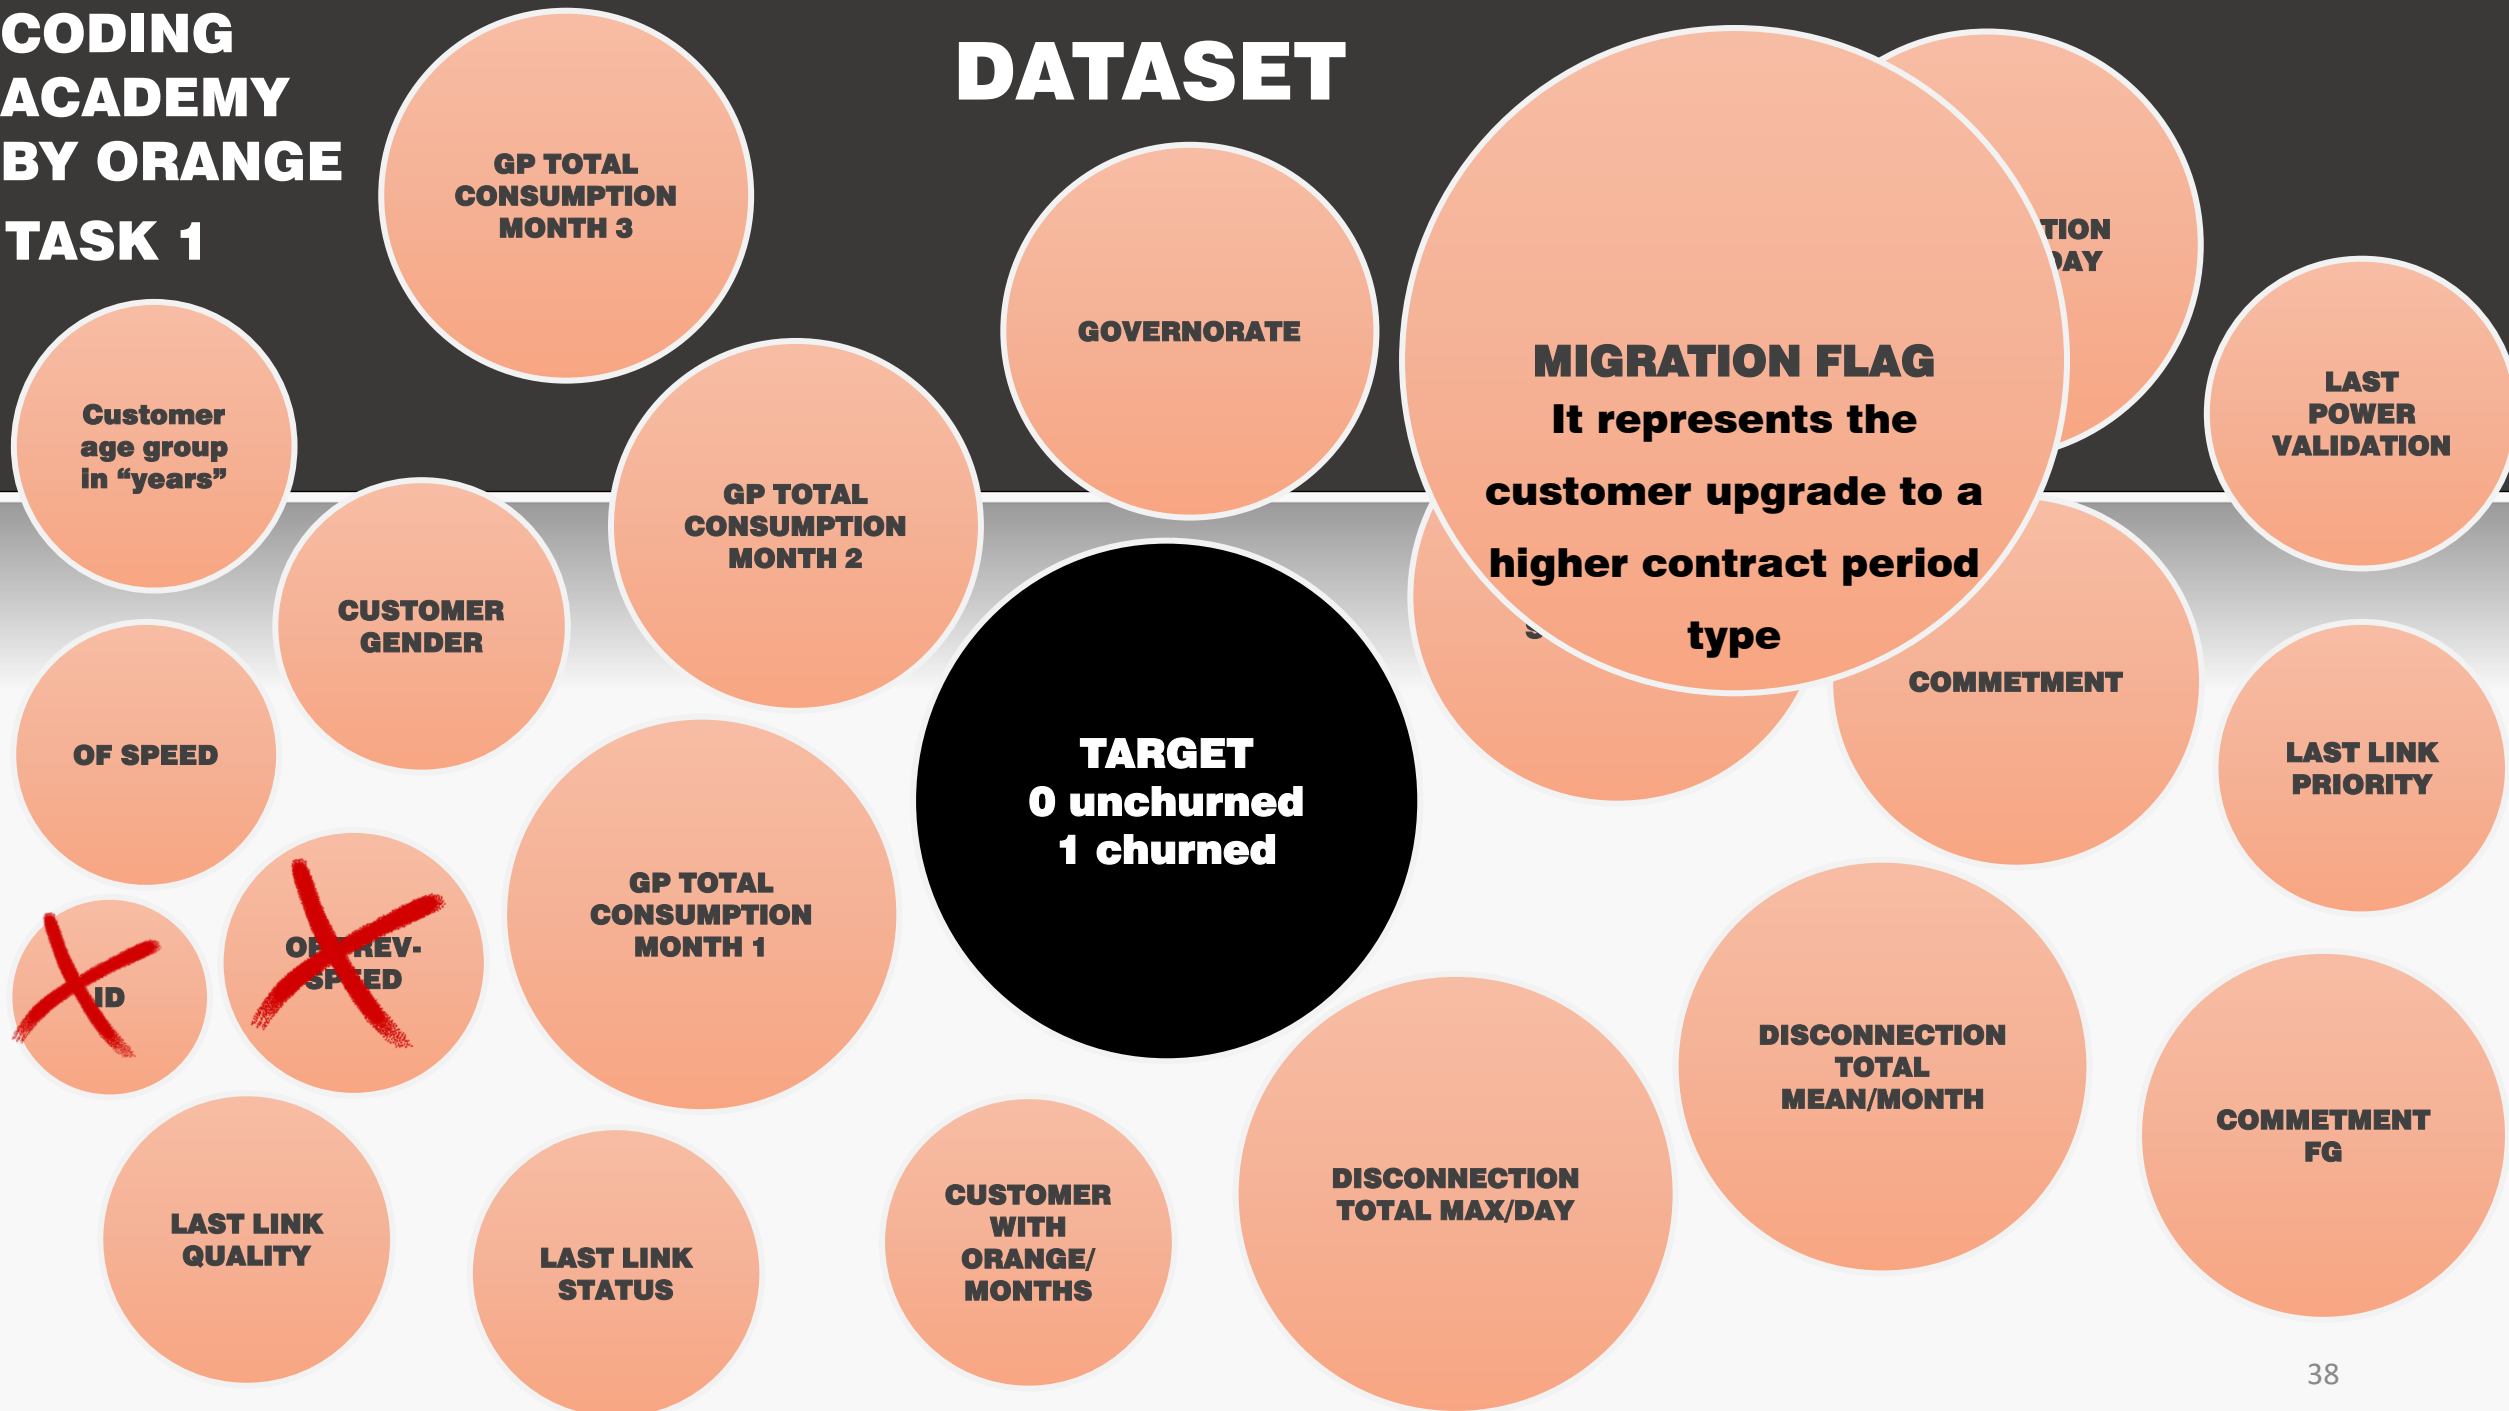 CODING
ACADEMY
BY ORANGE
TASK 1
DATASET
GP TOTAL
CONSUMPTION
MONTH 3
GOVERNORATE
MIGRATION FLAG
It represents the
customer upgrade to a
higher contract period
type
LAST
POWER
VALIDATION
Customer
age group
in “years”
GP TOTAL
CONSUMPTION
MONTH 2
CUSTOMER
GENDER
OF SPEED
TARGET
0 unchurned
1 churned
COMMETMENT
LAST LINK
PRIORITY
GP TOTAL
CONSUMPTION
MONTH 1
ID
DISCONNECTION
TOTAL
MEAN/MONTH
COMMETMENT
FG
LAST LINK
QUALITY
LAST LINK
STATUS
CUSTOMER
WITH
ORANGE/
MONTHS
DISCONNECTION
TOTAL MAX/DAY
38